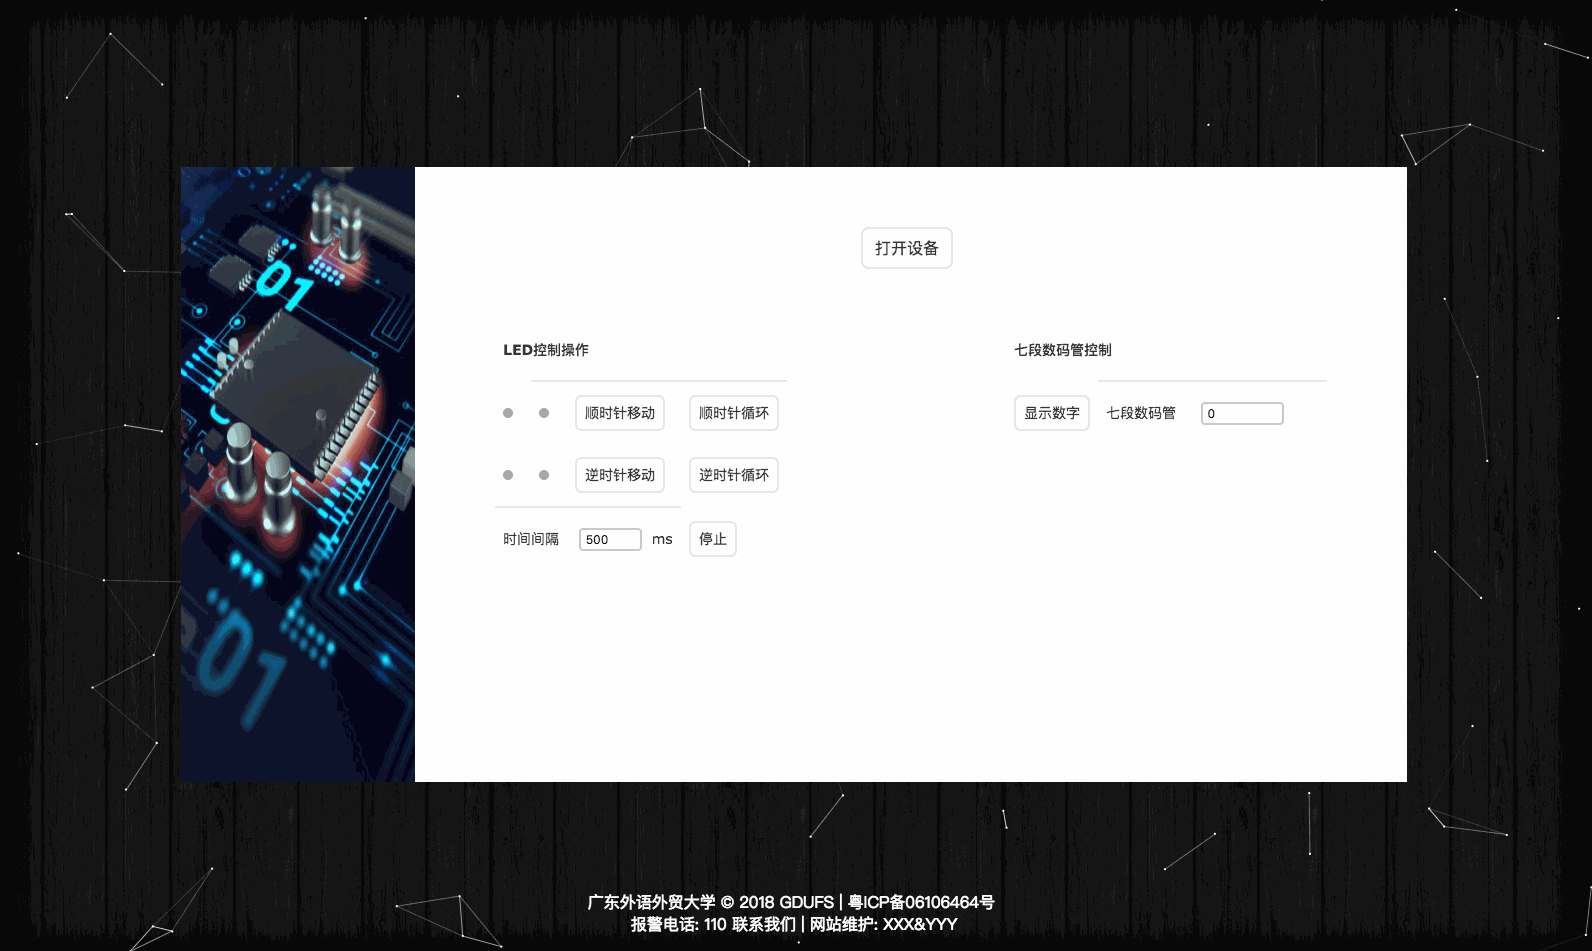 打开设备
LED控制操作
七段数码管控制
顺时针移动 顺时针循环
显示数字 七段数码管 0
逆时针移动 逆时针循环
时间间隔 500 ms 停止
01
01
广东外语外贸大学 © 2018 GDUFS | 粤ICP备06106464号
报警电话: 110 联系我们 | 网站维护: XXX&YYY